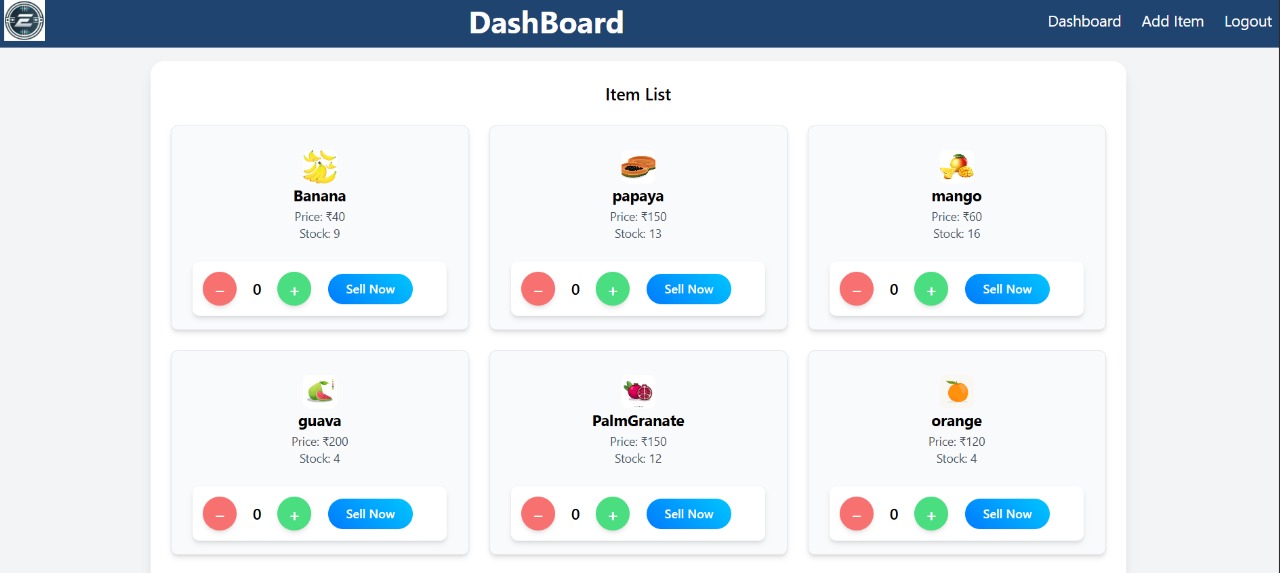 DashBoard
Dashboard Add Item Logout
Item List
Banana
Price: ₹40
Stock: 9
− 0 + Sell Now
papaya
Price: ₹150
Stock: 13
− 0 + Sell Now
mango
Price: ₹60
Stock: 16
− 0 + Sell Now
guava
Price: ₹200
Stock: 4
− 0 + Sell Now
PalmGranate
Price: ₹150
Stock: 12
− 0 + Sell Now
orange
Price: ₹120
Stock: 4
− 0 + Sell Now